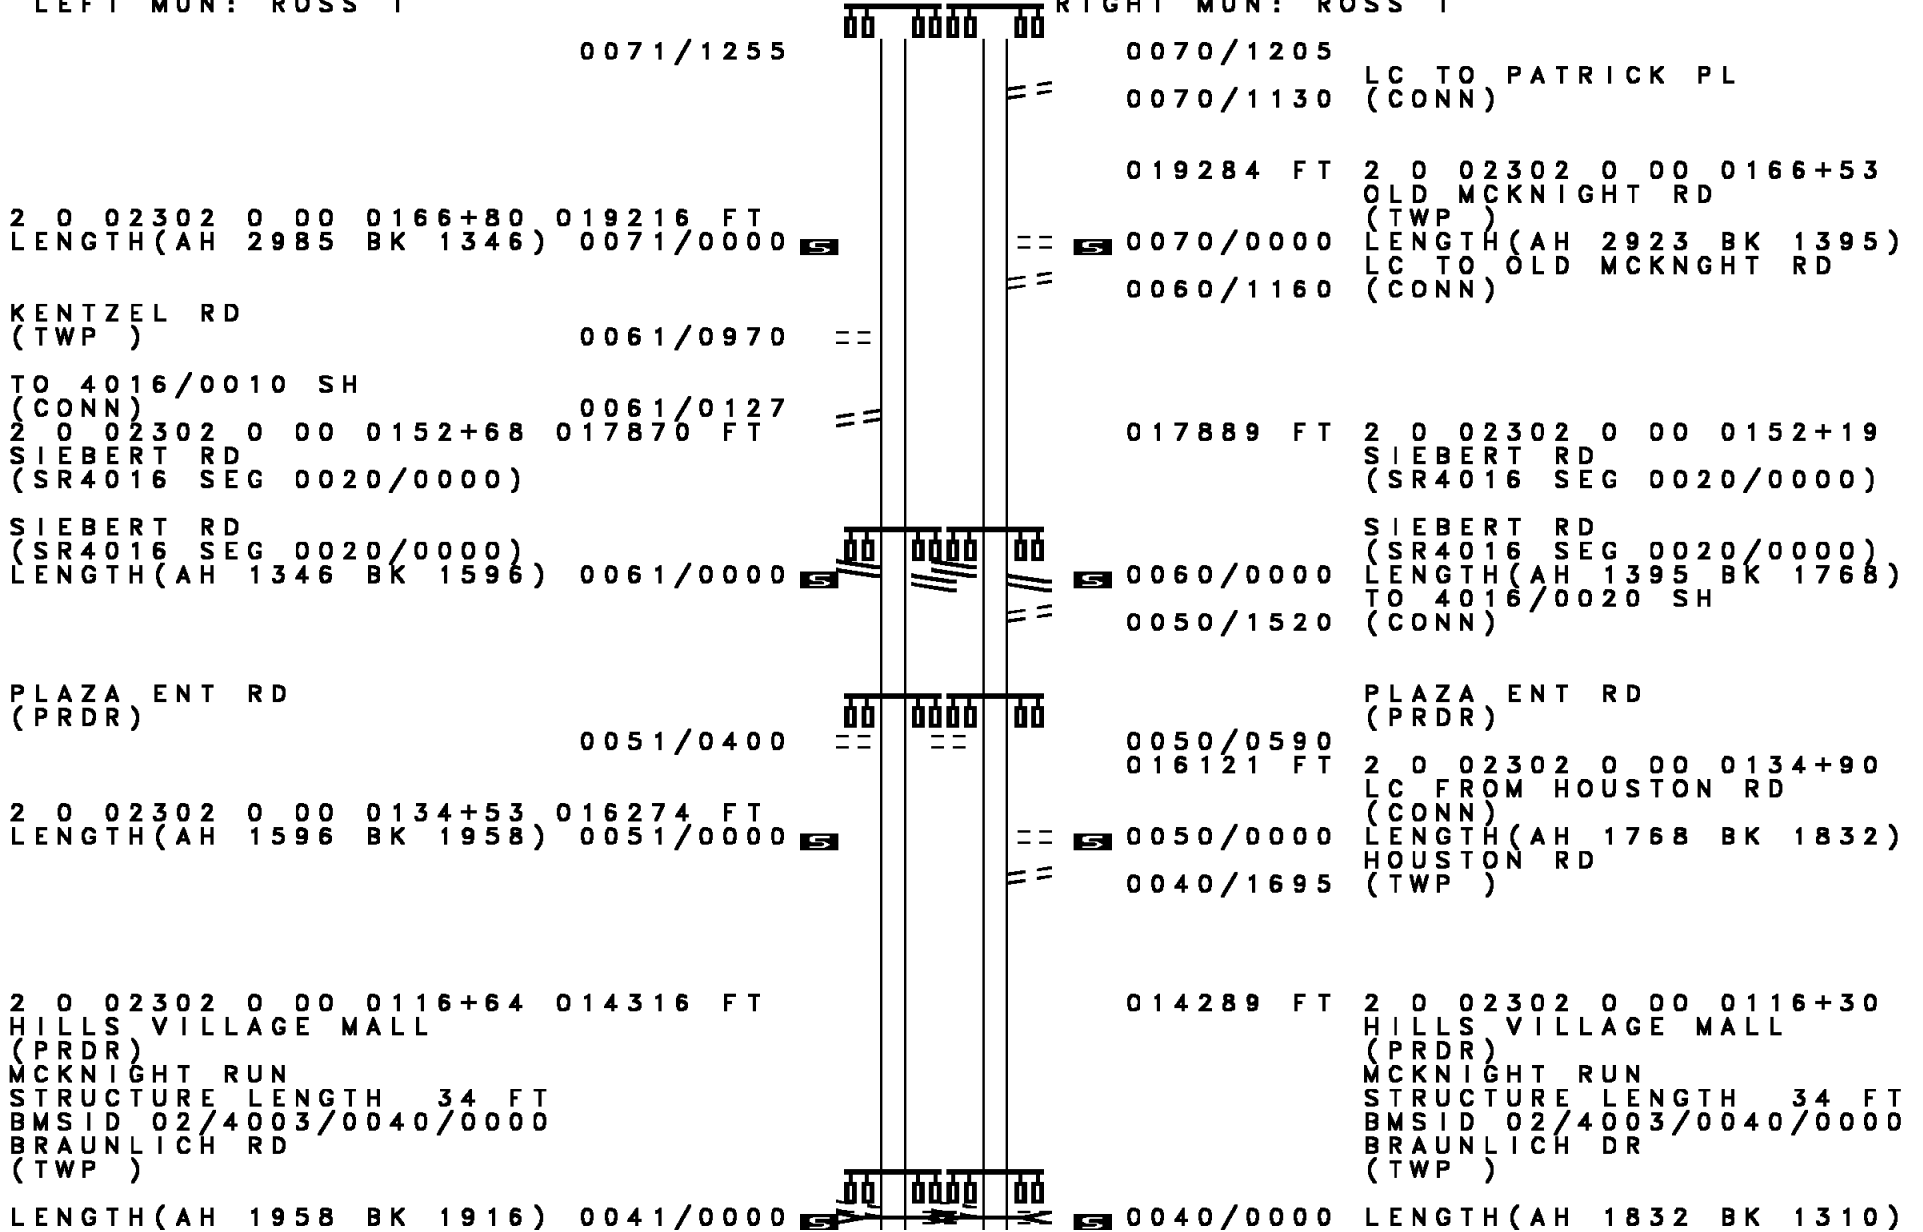 LEFT MUN: ROSS T
RIGHT MUN: ROSS T
0071/1255
0070/1205
LC TO PATRICK PL
0070/1130 (CONN)
019284 FT 2 0 02302 0 00 0166+53
OLD MCKNIGHT RD
2 0 02302 0 00 0166+80 019216 FT
(TWP )
LENGTH(AH 2985 BK 1346) 0071/0000 S
S 0070/0000 LENGTH(AH 2923 BK 1395)
LC TO OLD MCKNGHT RD
0060/1160 (CONN)
KENTZEL RD
(TWP ) 0061/0970
TO 4016/0010 SH
(CONN) 0061/0127
2 0 02302 0 00 0152+68 017870 FT
017889 FT 2 0 02302 0 00 0152+19
SIEBERT RD
SIEBERT RD
(SR4016 SEG 0020/0000)
(SR4016 SEG 0020/0000)
SIEBERT RD
SIEBERT RD
(SR4016 SEG 0020/0000)
(SR4016 SEG 0020/0000)
LENGTH(AH 1346 BK 1596) 0061/0000 S
S 0060/0000 LENGTH(AH 1395 BK 1768)
TO 4016/0020 SH
0050/1520 (CONN)
PLAZA ENT RD
PLAZA ENT RD
(PRDR)
(PRDR)
0051/0400
0050/0590
016121 FT 2 0 02302 0 00 0134+90
LC FROM HOUSTON RD
2 0 02302 0 00 0134+53 016274 FT
(CONN)
LENGTH(AH 1596 BK 1958) 0051/0000 S
S 0050/0000 LENGTH(AH 1768 BK 1832)
HOUSTON RD
0040/1695 (TWP )
2 0 02302 0 00 0116+64 014316 FT
014289 FT 2 0 02302 0 00 0116+30
HILLS VILLAGE MALL
HILLS VILLAGE MALL
(PRDR)
(PRDR)
MCKNIGHT RUN
MCKNIGHT RUN
STRUCTURE LENGTH 34 FT
STRUCTURE LENGTH 34 FT
BMSID 02/4003/0040/0000
BMSID 02/4003/0040/0000
BRAUNLICH RD
BRAUNLICH DR
(TWP )
(TWP )
LENGTH(AH 1958 BK 1916) 0041/0000 S
S 0040/0000 LENGTH(AH 1832 BK 1310)